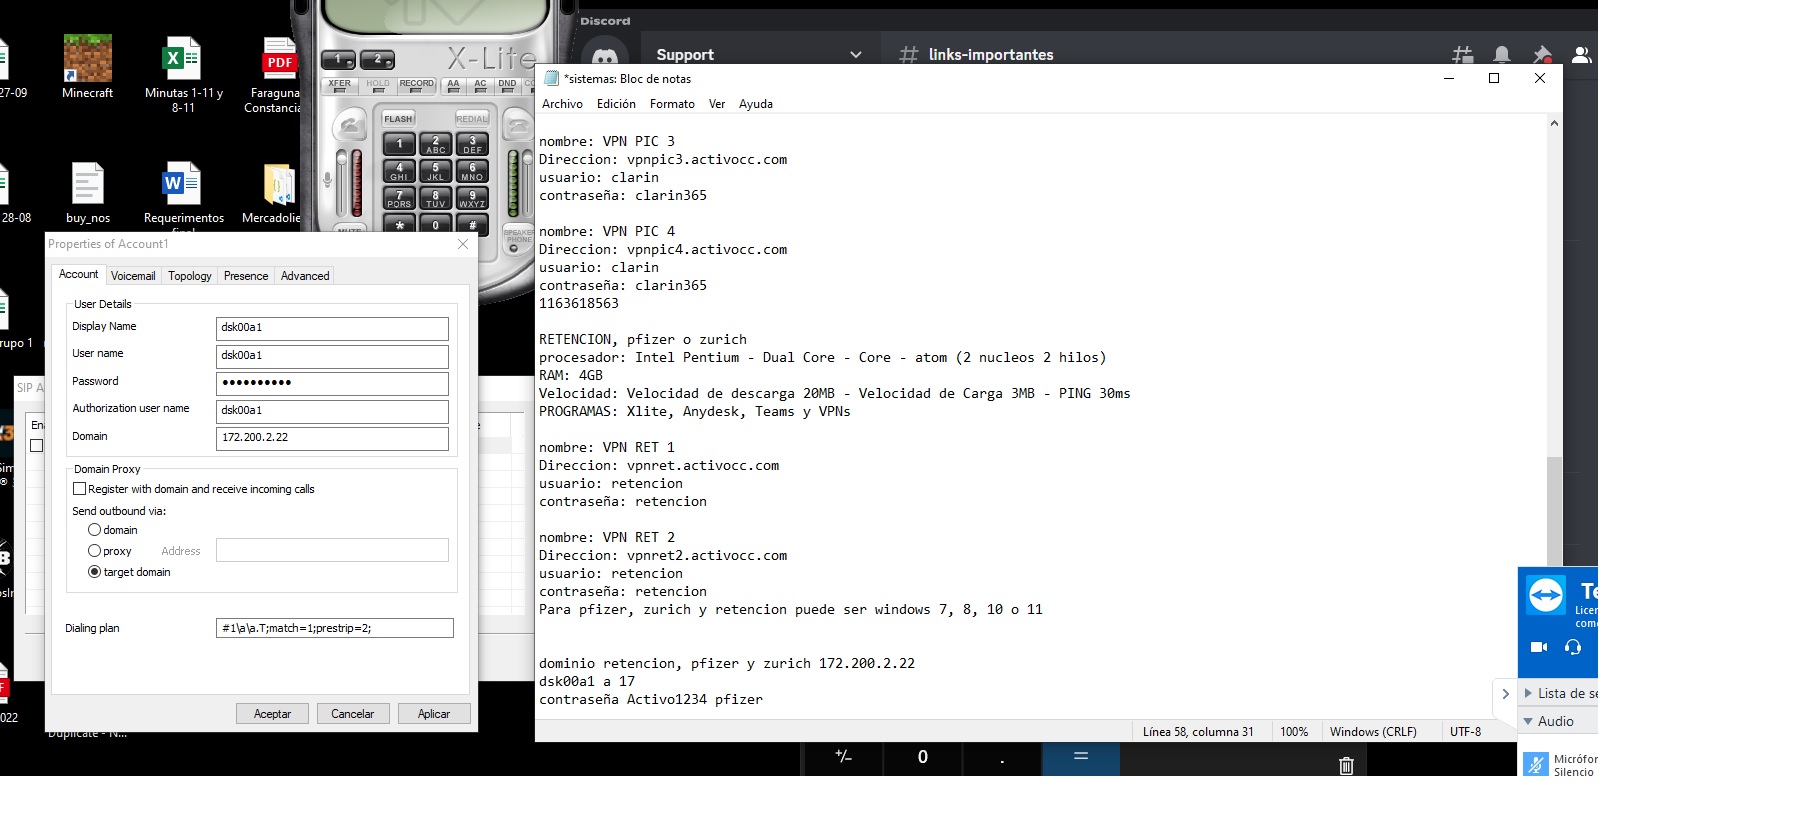 27-09
Minecraft
Minutas 1-11 y
8-11
PDF
Faraguna
Constancia
28-08
buy_nos
Requerimentos
Mercadolie
rupo 1
SIP A
022
Duplicate - N...
X-Lite
1
2
XFER
HOLD
RECORD
AA
AC
DND
FLASH
REDIAL
1
2 ABC
3 DEF
4 GHI
5 JKL
6 MNO
7 PQRS
8 TUV
9 WXYZ
*
0
#
MUTE
SPEAKER
PHONE
Properties of Account1
Account
Voicemail
Topology
Presence
Advanced
User Details
Display Name
dsk00a1
User name
dsk00a1
Password
••••••••••
Authorization user name
dsk00a1
Domain
172.200.2.22
Domain Proxy
Register with domain and receive incoming calls
Send outbound via:
domain
proxy
Address
target domain
Dialing plan
#1\a\a.T;match=1;prestrip=2;
Aceptar
Cancelar
Aplicar
Discord
Support
# links-importantes
*sistemas: Bloc de notas
Archivo
Edición
Formato
Ver
Ayuda
nombre: VPN PIC 3
Direccion: vpnpic3.activocc.com
usuario: clarin
contraseña: clarin365
nombre: VPN PIC 4
Direccion: vpnpic4.activocc.com
usuario: clarin
contraseña: clarin365
1163618563
RETENCION, pfizer o zurich
procesador: Intel Pentium - Dual Core - Core - atom (2 nucleos 2 hilos)
RAM: 4GB
Velocidad: Velocidad de descarga 20MB - Velocidad de Carga 3MB - PING 30ms
PROGRAMAS: Xlite, Anydesk, Teams y VPNs
nombre: VPN RET 1
Direccion: vpnret.activocc.com
usuario: retencion
contraseña: retencion
nombre: VPN RET 2
Direccion: vpnret2.activocc.com
usuario: retencion
contraseña: retencion
Para pfizer, zurich y retencion puede ser windows 7, 8, 10 o 11
dominio retencion, pfizer y zurich 172.200.2.22
dsk00a1 a 17
contraseña Activo1234 pfizer
Línea 58, columna 31
100%
Windows (CRLF)
UTF-8
Te
Licen
come
Lista de se
Audio
Micrófon
Silencio
+/-
0
.
=